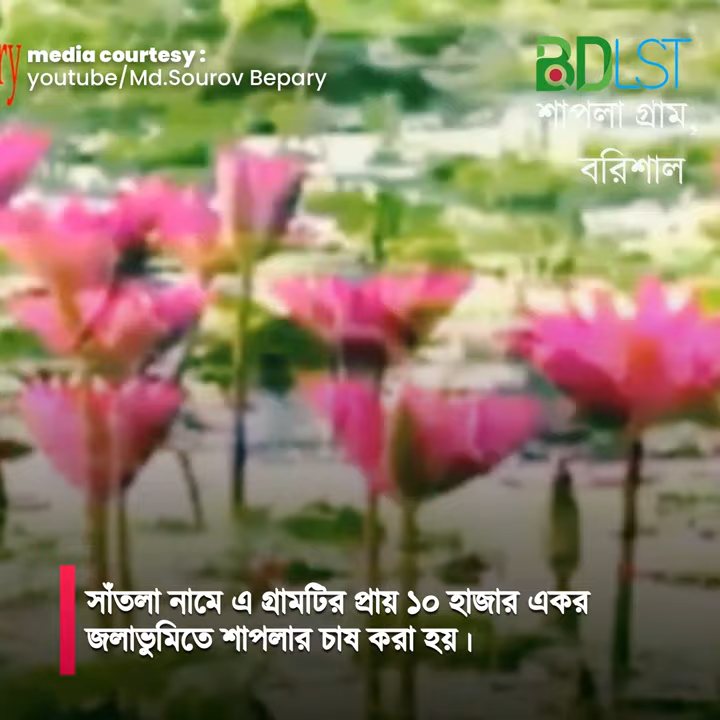 media courtesy :
youtube/Md.Sourov Bepary
BDLST
শাপলা গ্রাম,
বরিশাল
সাঁতলা নামে এ গ্রামটির প্রায় ১০ হাজার একর
জলাভুমিতে শাপলার চাষ করা হয়।